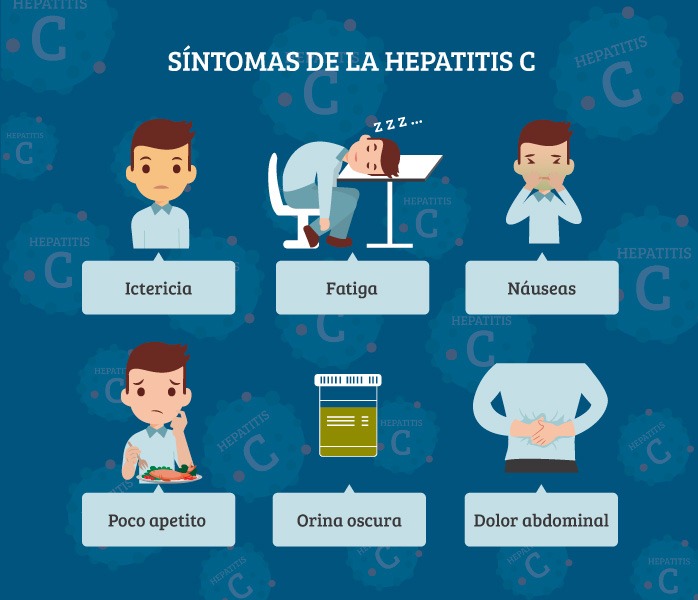 SÍNTOMAS DE LA HEPATITIS C
z z z ...
Ictericia
Fatiga
Náuseas
Poco apetito
Orina oscura
Dolor abdominal
HEPATITIS
C
HEPATITIS
C
HEPATITIS
C
HEPATITIS
C
HEPATITIS
C
HEPATITIS
C
HEPATITIS
C
HEPATITIS
C
HEPATITIS
C
HEPATITIS
C
HEPATITIS
C
HEPATITIS
C